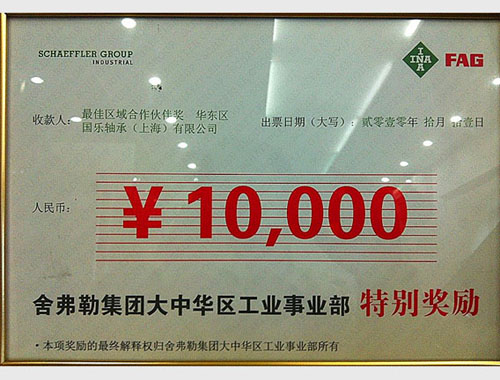 SCHAEFFLER GROUP
INDUSTRIAL
INA
INA
FAG
收款人：
最佳区域合作伙伴奖 华东区
国乐轴承（上海）有限公司
出票日期（大写）：贰零壹零年 拾月 拾壹日
人民币：
¥ 10,000
舍弗勒集团大中华区工业事业部 特别奖励
· 本项奖励的最终解释权归舍弗勒集团大中华区工业事业部所有